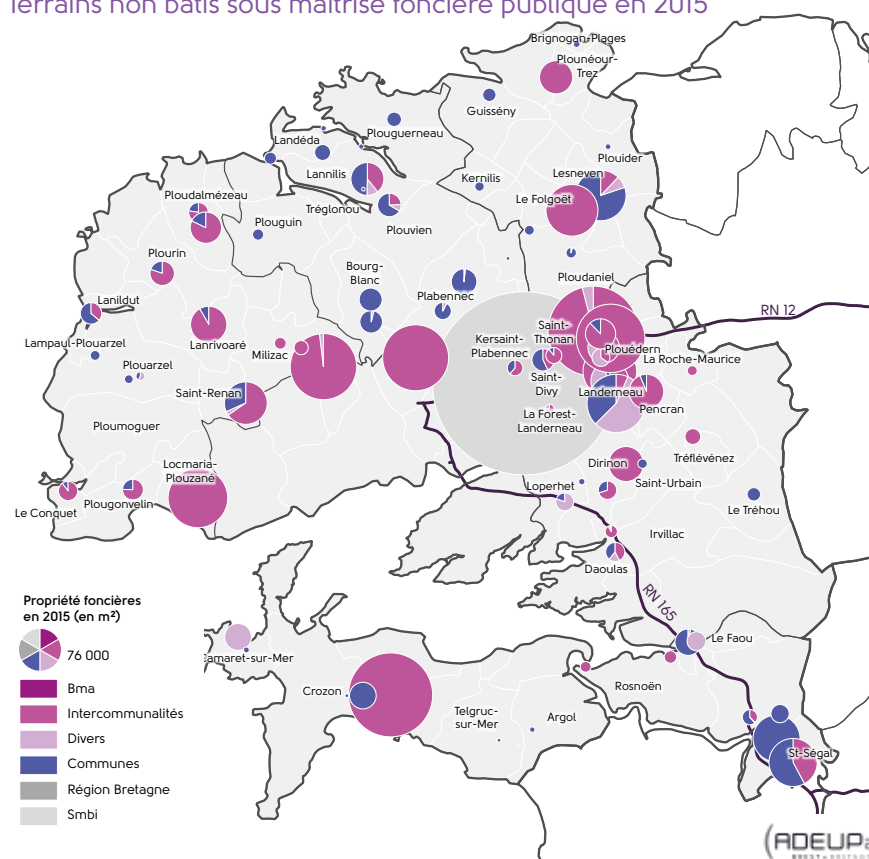 Terrains non bâtis sous maîtrise foncière publique en 2015
Brignogan-Plages
Plounéour-
Trez
Guissény
Plouguerneau
Landéda
Plouider
Lannilis
Kernilis
Lesneven
Ploudalmézeau
Tréglonou
Le Folgoët
Plouguin
Plouvien
Plourin
Bourg-
Blanc
Ploudaniel
Plabennec
Lanildut
RN 12
Lampaul-Plouarzel
Lanrivoaré
Milizac
Kersaint-
Plabennec
Saint-
Thonan
Plouédern
La Roche-Maurice
Plouarzel
Saint-Renan
Saint-
Divy
Landerneau
Pencran
Ploumoguer
La Forest-
Landerneau
Locmaria-
Plouzané
Dirinon
Tréflévénez
Saint-Urbain
Loperhet
Le Conquet
Plougonvelin
Le Tréhou
Irvillac
Daoulas
RN 165
Le Faou
Camaret-sur-Mer
Crozon
Rosnoën
Telgruc-
sur-Mer
Argol
St-Ségal
Propriété foncières
en 2015 (en m²)
76 000
Bma
Intercommunalités
Divers
Communes
Région Bretagne
Smbi